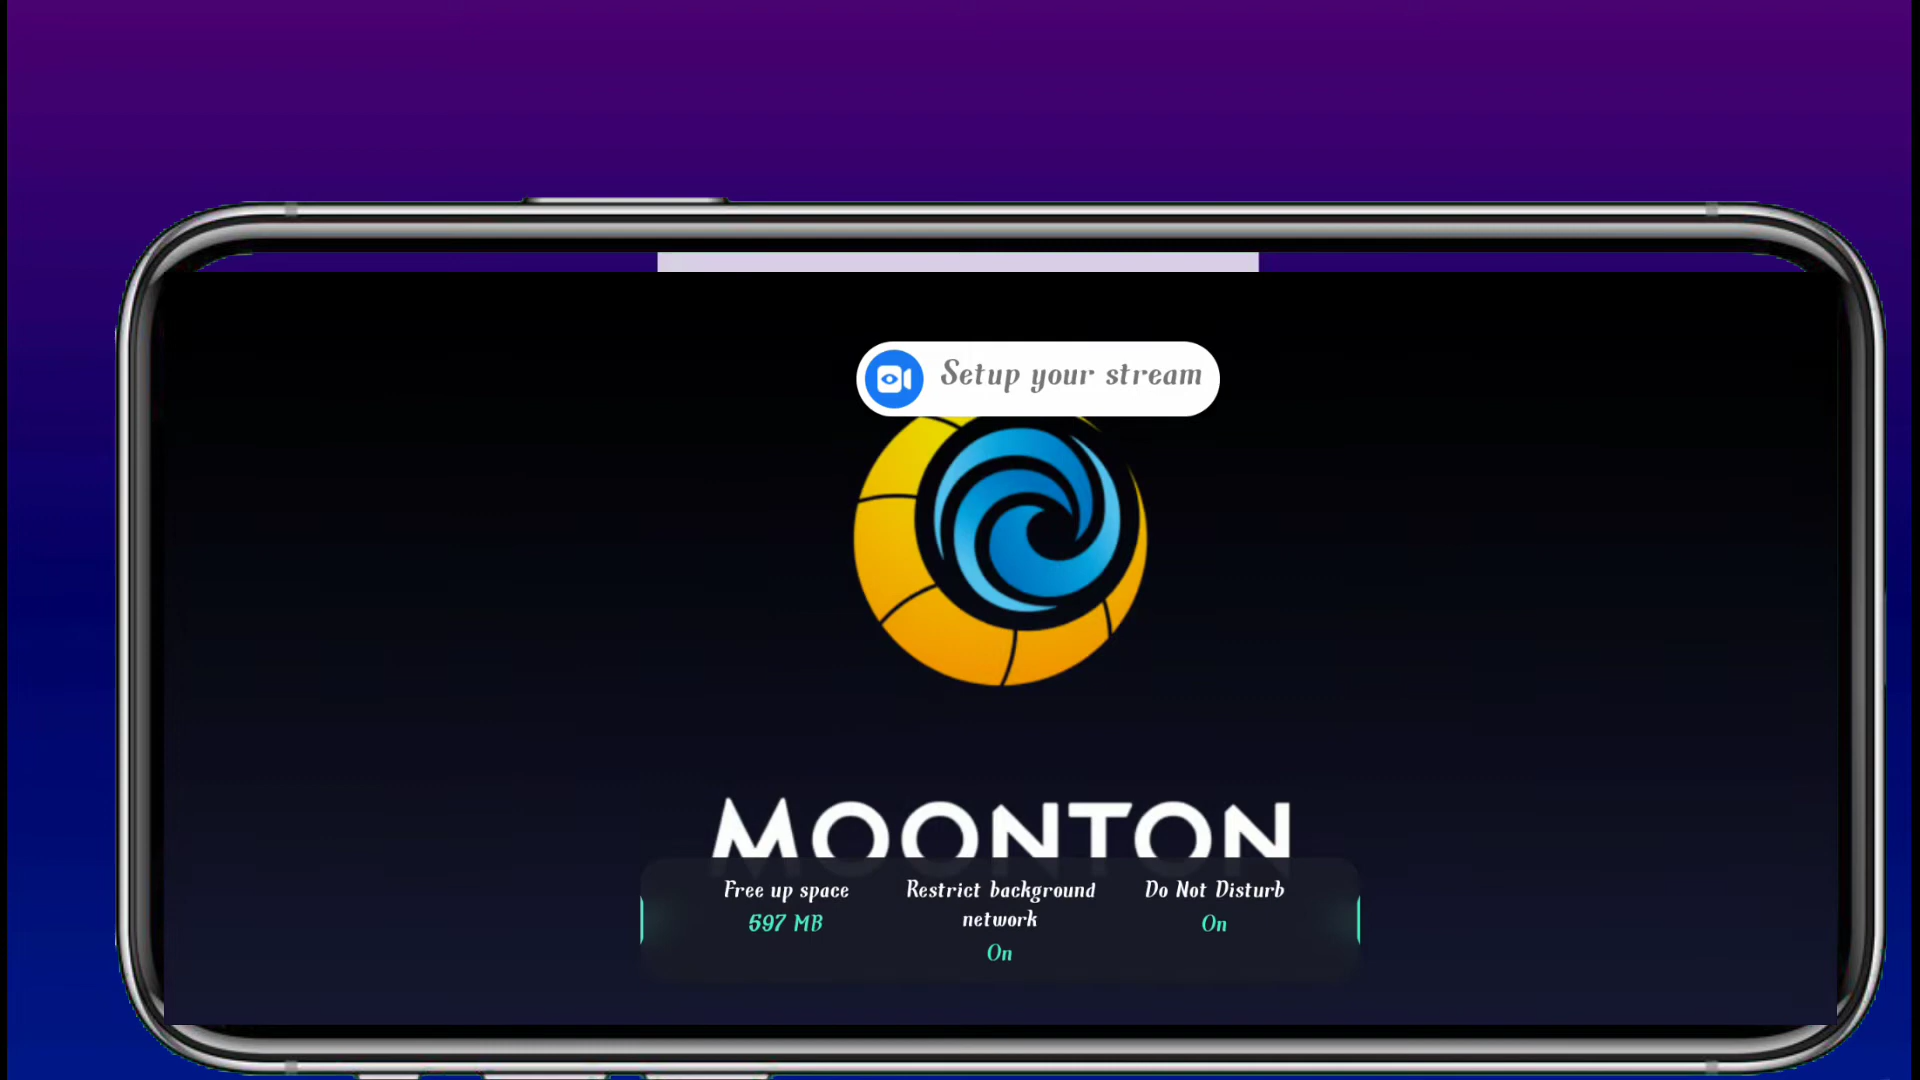 Setup your stream
MOONTON
Free up space
597 MB
Restrict background
network
On
Do Not Disturb
On